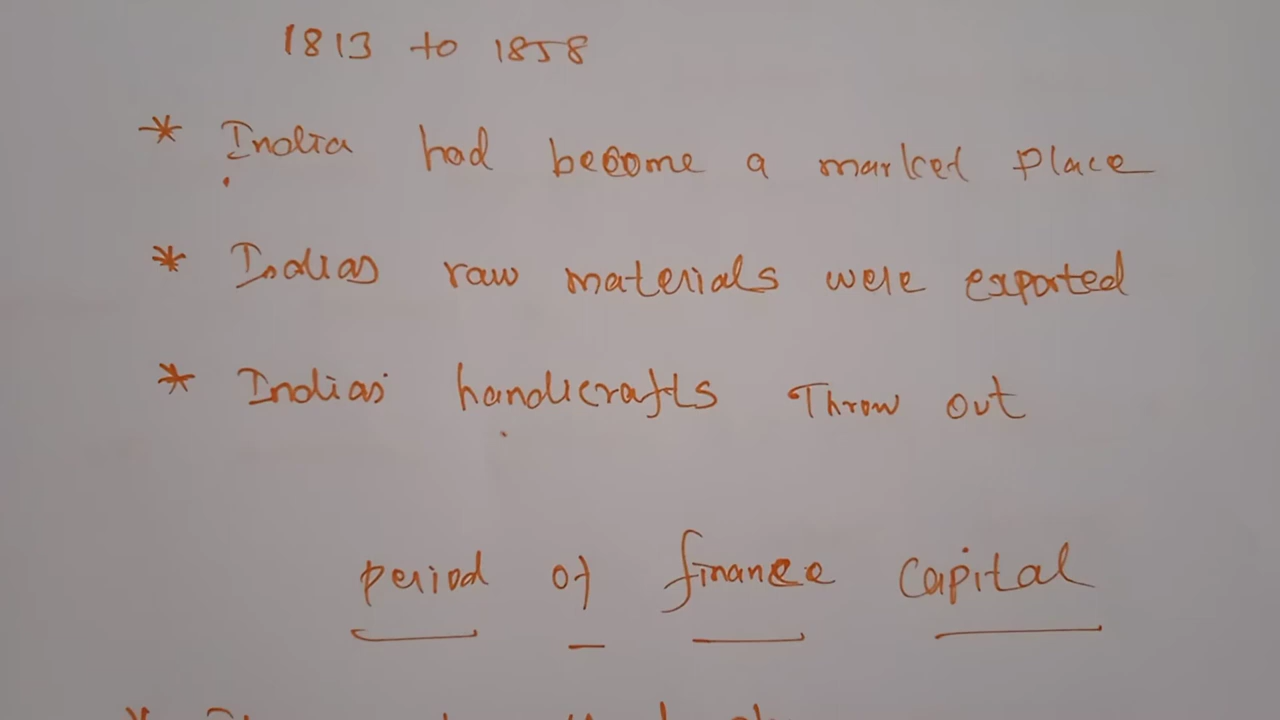 1813 to 1858
* India had become a market place
* Indias raw materials were exported
* Indias' handicrafts Throw out
period of finance capital